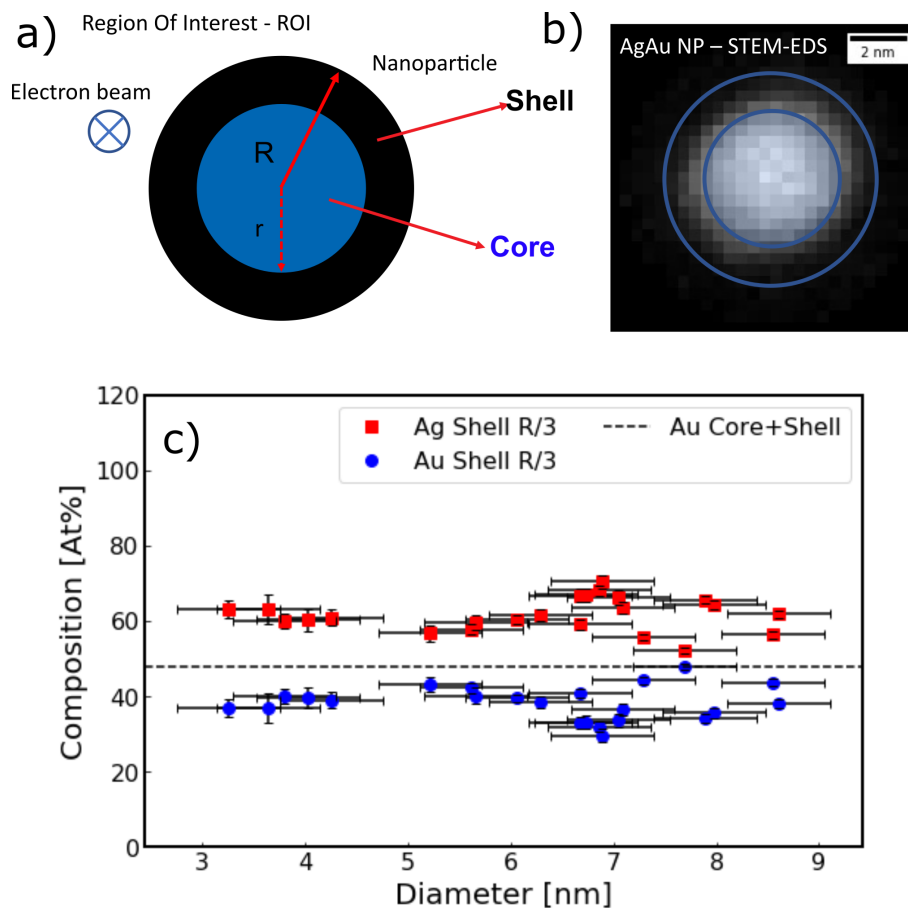 a)
Region Of Interest - ROI
Nanoparticle
Electron beam
Shell
R
r
Core
b)
AgAu NP – STEM-EDS
2 nm
c)
Ag Shell R/3
Au Shell R/3
Au Core+Shell
Composition [At%]
120
100
80
60
40
20
0
3 4 5 6 7 8 9
Diameter [nm]